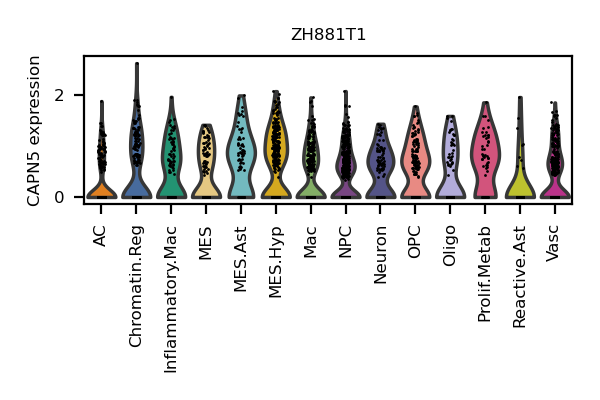 ZH881T1
CAPN5 expression
2
0
AC
Chromatin.Reg
Inflammatory.Mac
MES
MES.Ast
MES.Hyp
Mac
NPC
Neuron
OPC
Oligo
Prolif.Metab
Reactive.Ast
Vasc